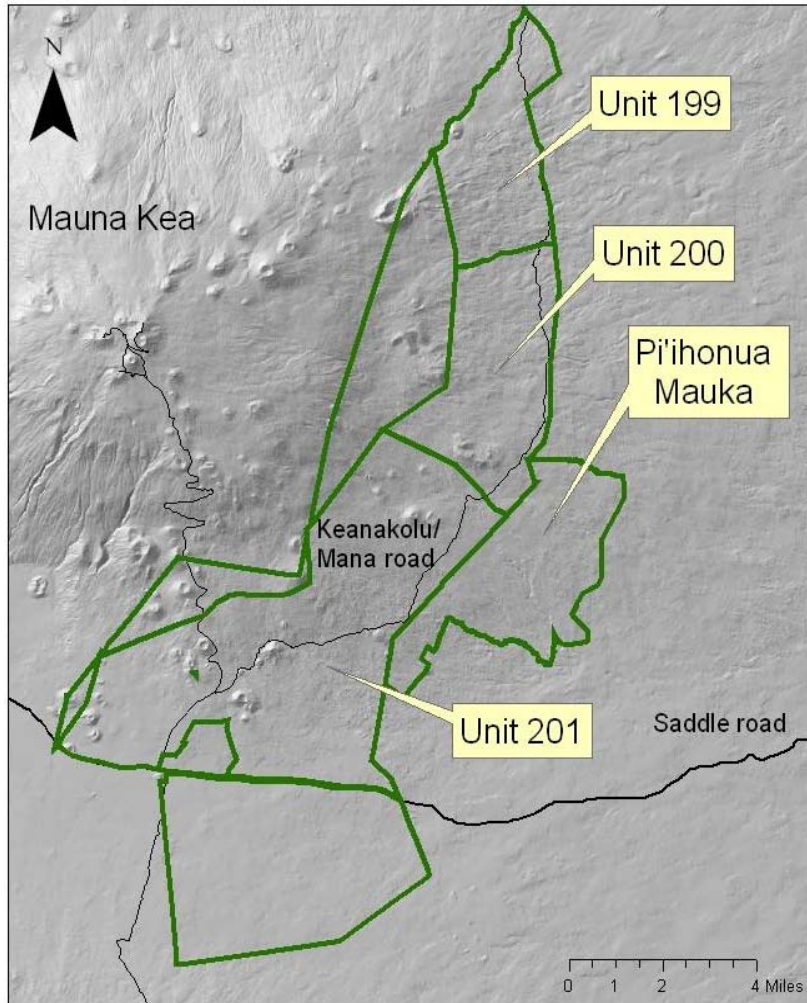 N
Unit 199
Mauna Kea
Unit 200
Pi'ihonua
Mauka
Keanakolu/
Mana road
Unit 201
Saddle road
0 1 2 4 Miles